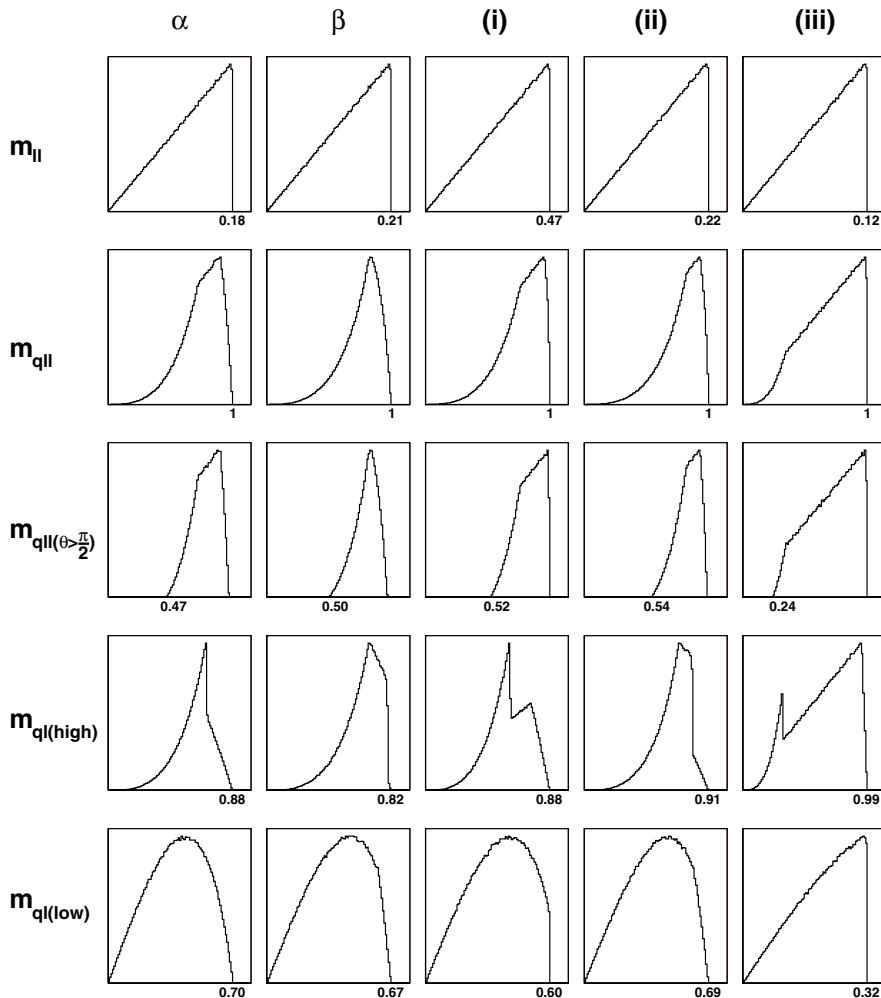 α β (i) (ii) (iii)
m_ll
0.18 0.21 0.47 0.22 0.12
m_qll
1 1 1 1 1
m_qll(θ>π/2)
0.47 0.50 0.52 0.54 0.24
m_ql(high)
0.88 0.82 0.88 0.91 0.99
m_ql(low)
0.70 0.67 0.60 0.69 0.32